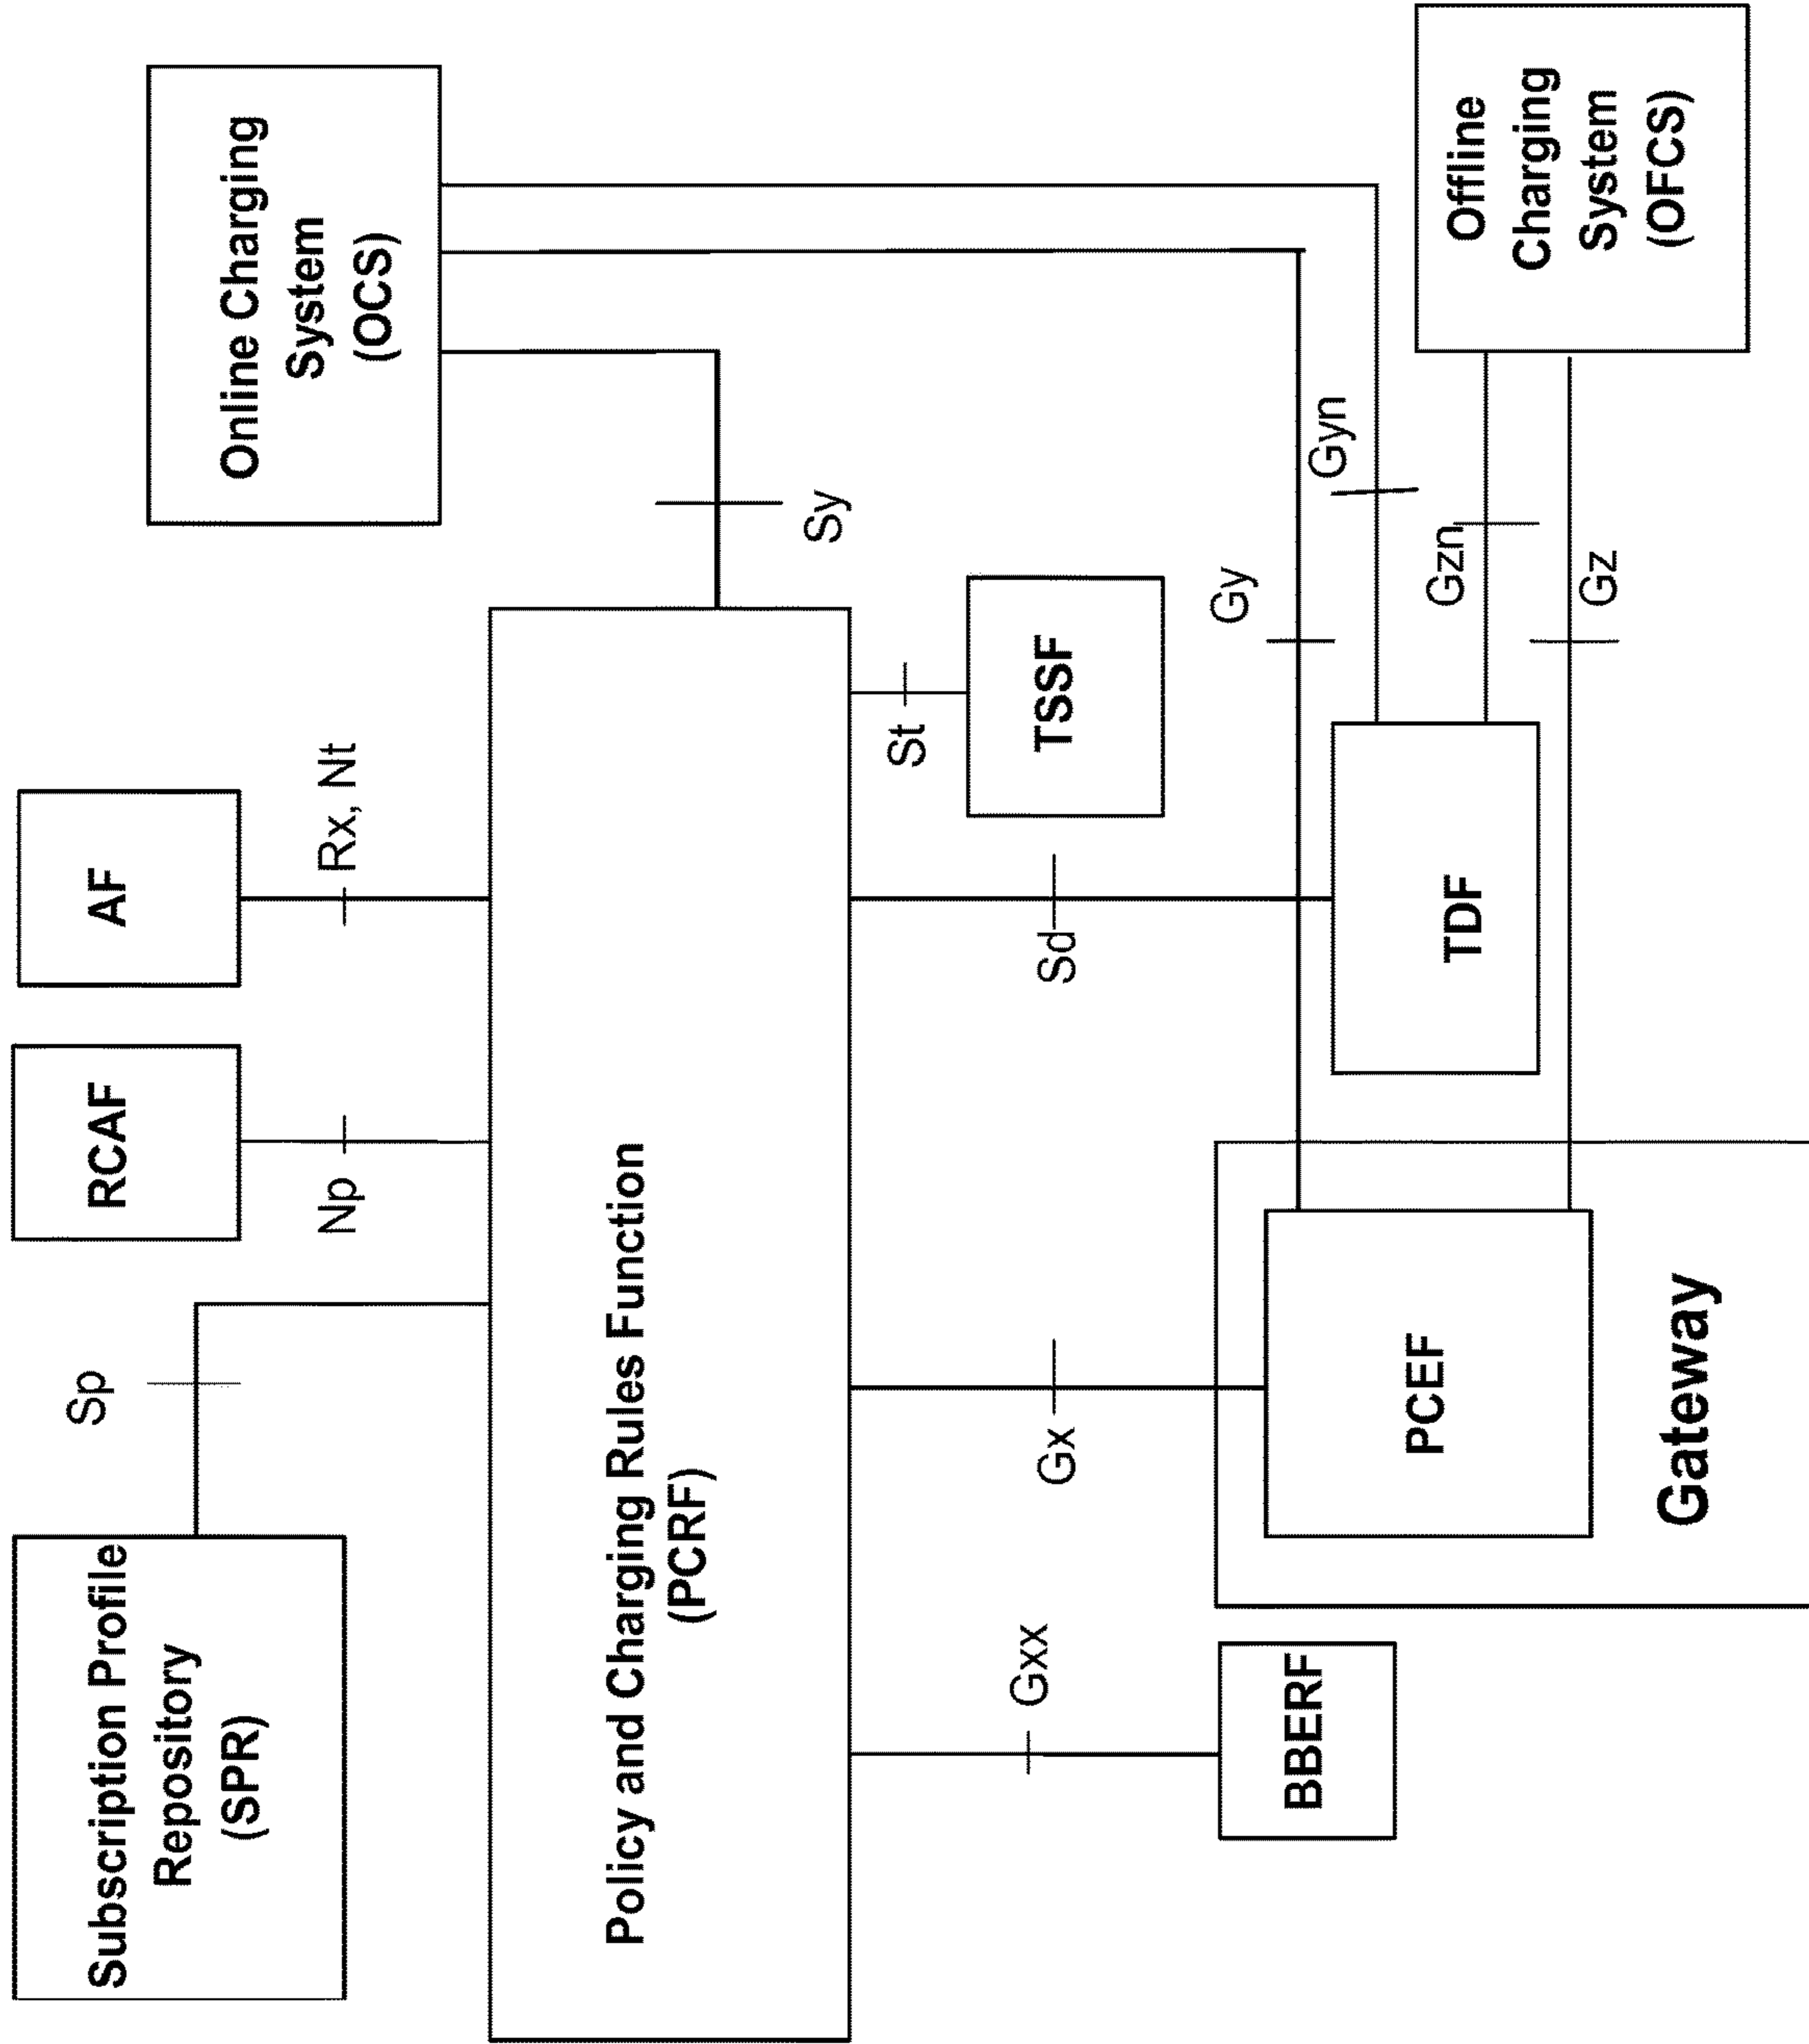 Subscription Profile
Repository
(SPR)
Sp
RCAF
Np
AF
Rx, Nt
Online Charging
System
(OCS)
Policy and Charging Rules Function
(PCRF)
Sy
Gxx
Gx
Sd
St
TSSF
BBERF
PCEF
Gateway
TDF
Gy
Gyn
Gzn
Gz
Offline
Charging
System
(OFCS)